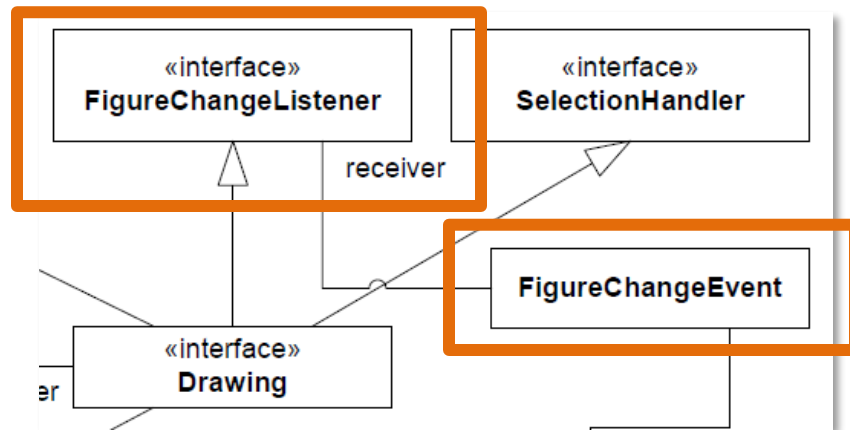 «interface»
FigureChangeListener
«interface»
SelectionHandler
receiver
FigureChangeEvent
«interface»
Drawing
er